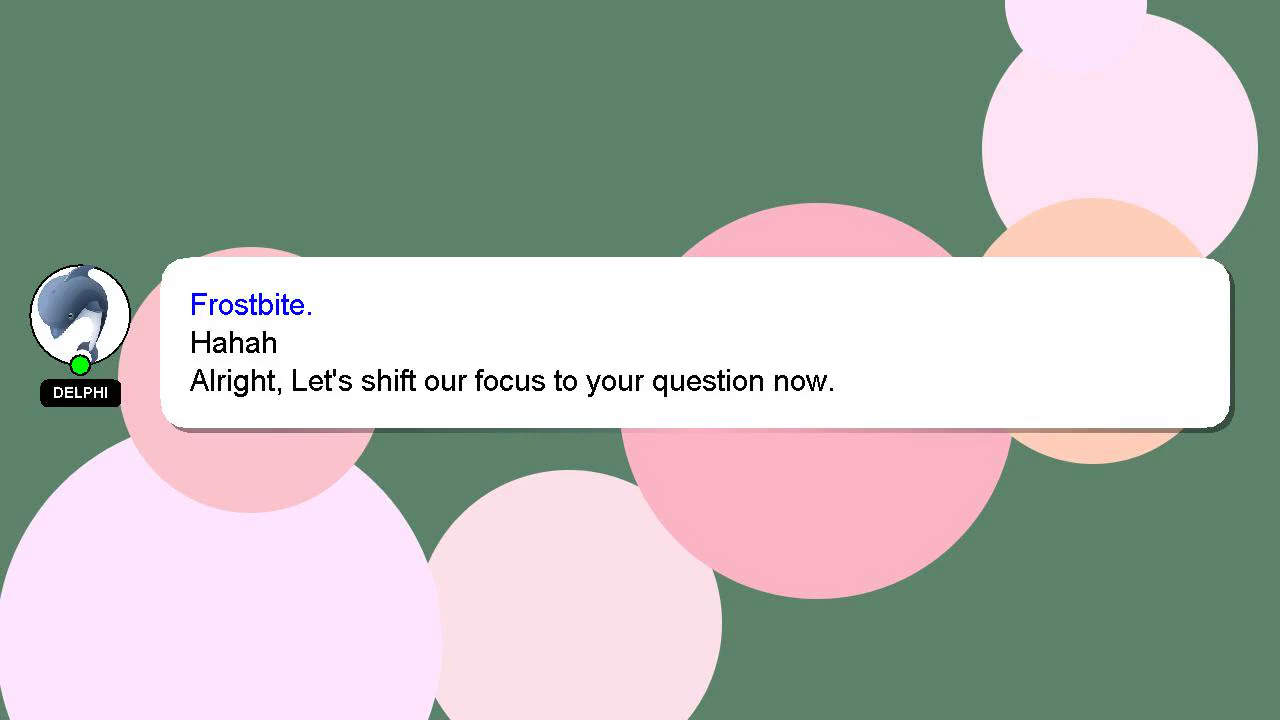 Frostbite.
Hahah
Alright, Let's shift our focus to your question now.
DELPHI